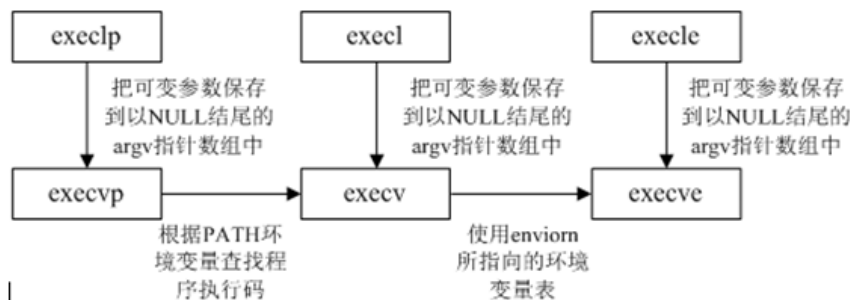 execlp
execl
execle
把可变参数保存
到以NULL结尾的
argv指针数组中
把可变参数保存
到以NULL结尾的
argv指针数组中
把可变参数保存
到以NULL结尾的
argv指针数组中
execvp
execv
execve
根据PATH环
境变量查找程
序执行码
使用enviorn
所指向的环境
变量表